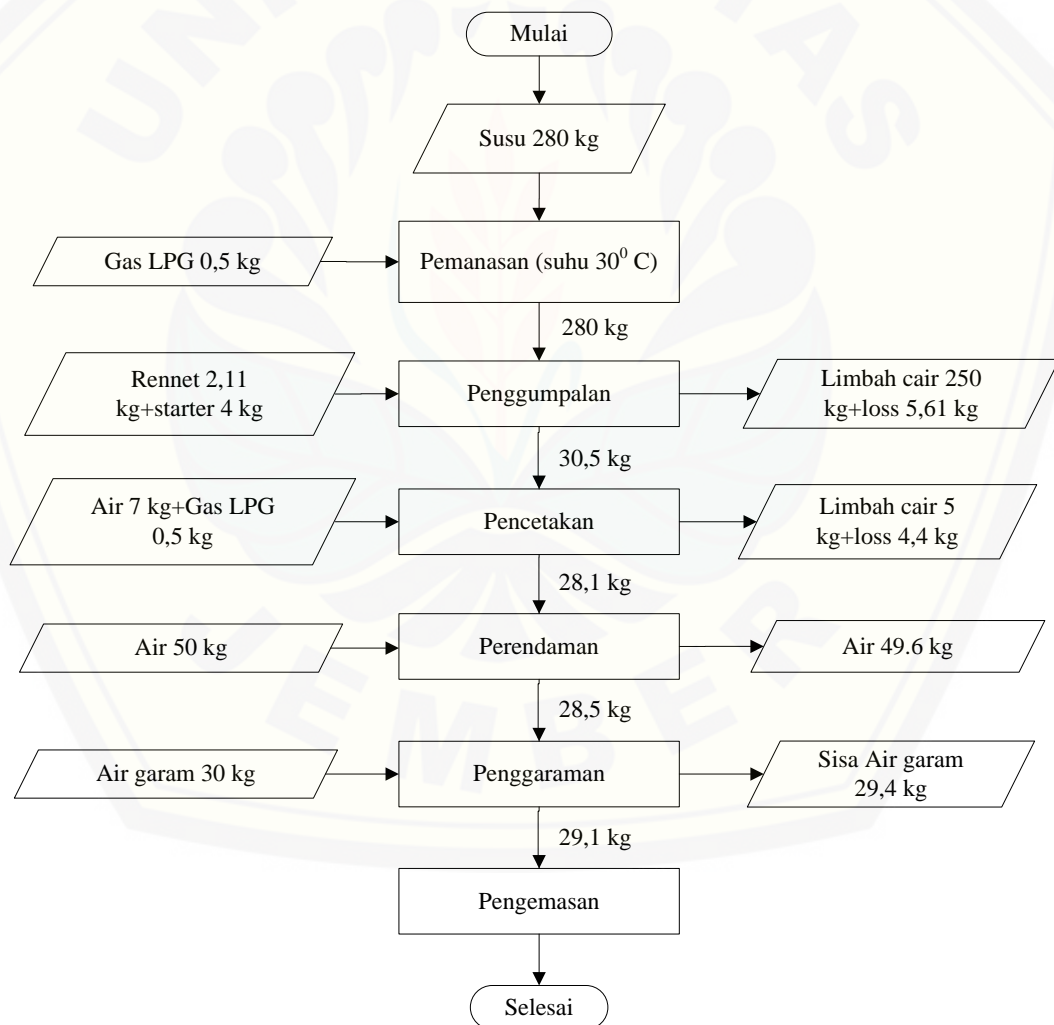 Mulai
Susu 280 kg
Gas LPG 0,5 kg
Pemanasan (suhu 30⁰ C)
280 kg
Rennet 2,11
kg+starter 4 kg
Penggumpalan
Limbah cair 250
kg+loss 5,61 kg
30,5 kg
Air 7 kg+Gas LPG
0,5 kg
Pencetakan
Limbah cair 5
kg+loss 4,4 kg
28,1 kg
Air 50 kg
Perendaman
Air 49.6 kg
28,5 kg
Air garam 30 kg
Penggaraman
Sisa Air garam
29,4 kg
29,1 kg
Pengemasan
Selesai
JEMBER